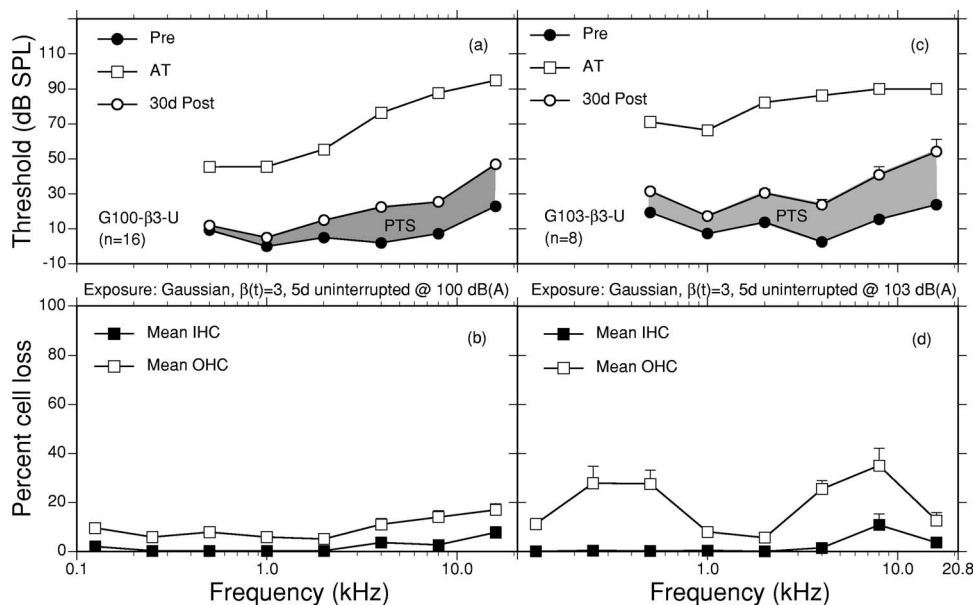 Threshold (dB SPL)
130
90
70
50
30
10
-10
Pre
AT
30d Post
(a)
PTS
G100-β3-U
(n=16)
Pre
AT
30d Post
(c)
PTS
G103-β3-U
(n=8)
Exposure: Gaussian, β(t)=3, 5d uninterrupted @ 100 dB(A)
Exposure: Gaussian, β(t)=3, 5d uninterrupted @ 103 dB(A)
Percent cell loss
100
80
60
40
20
0
Mean IHC
Mean OHC
(b)
Mean IHC
Mean OHC
(d)
0.1 1.0 10.0
1.0 10.0 20.8
Frequency (kHz)
Frequency (kHz)